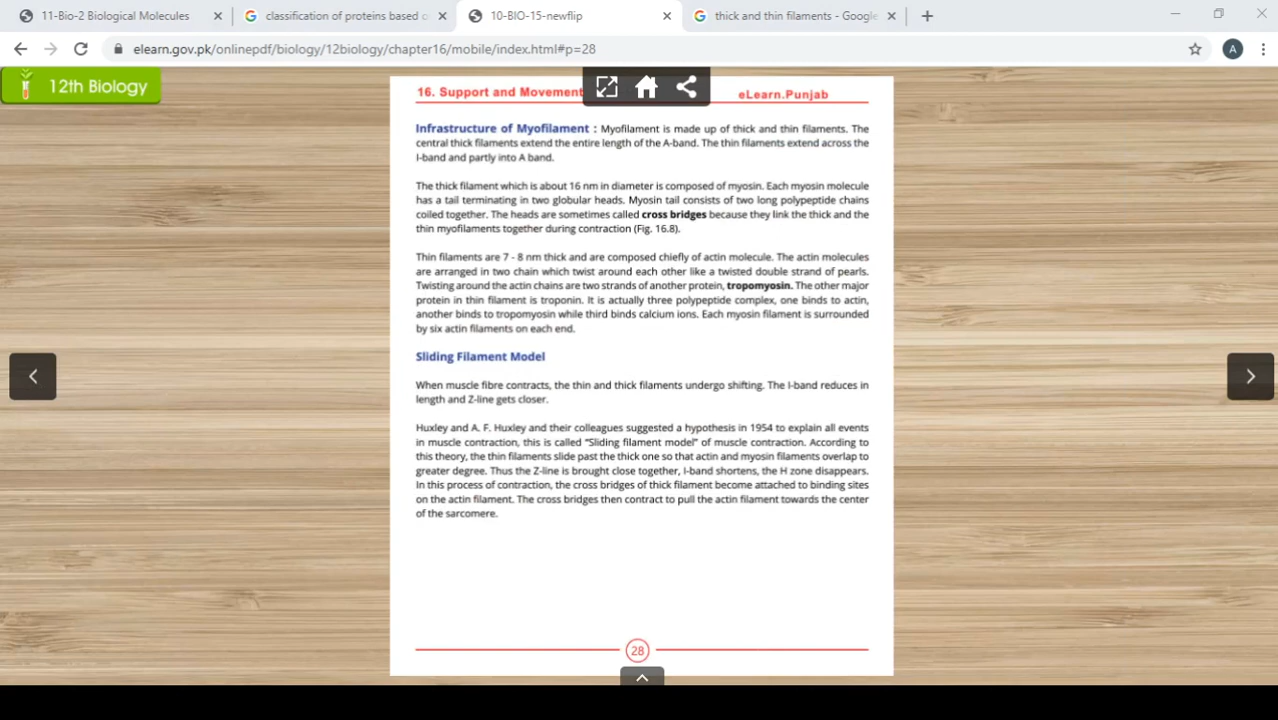 11-Bio-2 Biological Molecules
classification of proteins based o
10-BIO-15-newflip
thick and thin filaments - Google
elearn.gov.pk/onlinepdf/biology/12biology/chapter16/mobile/index.html#p=28
A
12th Biology
16. Support and Movement
eLearn.Punjab
Infrastructure of Myofilament : Myofilament is made up of thick and thin filaments. The
central thick filaments extend the entire length of the A-band. The thin filaments extend across the
I-band and partly into A band.
The thick filament which is about 16 nm in diameter is composed of myosin. Each myosin molecule
has a tail terminating in two globular heads. Myosin tail consists of two long polypeptide chains
coiled together. The heads are sometimes called cross bridges because they link the thick and the
thin myofilaments together during contraction (Fig. 16.8).
Thin filaments are 7 - 8 nm thick and are composed chiefly of actin molecule. The actin molecules
are arranged in two chain which twist around each other like a twisted double strand of pearls.
Twisting around the actin chains are two strands of another protein, tropomyosin. The other major
protein in thin filament is troponin. It is actually three polypeptide complex, one binds to actin,
another binds to tropomyosin while third binds calcium ions. Each myosin filament is surrounded
by six actin filaments on each end.
Sliding Filament Model
When muscle fibre contracts, the thin and thick filaments undergo shifting. The I-band reduces in
length and Z-line gets closer.
Huxley and A. F. Huxley and their colleagues suggested a hypothesis in 1954 to explain all events
in muscle contraction, this is called “Sliding filament model” of muscle contraction. According to
this theory, the thin filaments slide past the thick one so that actin and myosin filaments overlap to
greater degree. Thus the Z-line is brought close together, I-band shortens, the H zone disappears.
In this process of contraction, the cross bridges of thick filament become attached to binding sites
on the actin filament. The cross bridges then contract to pull the actin filament towards the center
of the sarcomere.
28